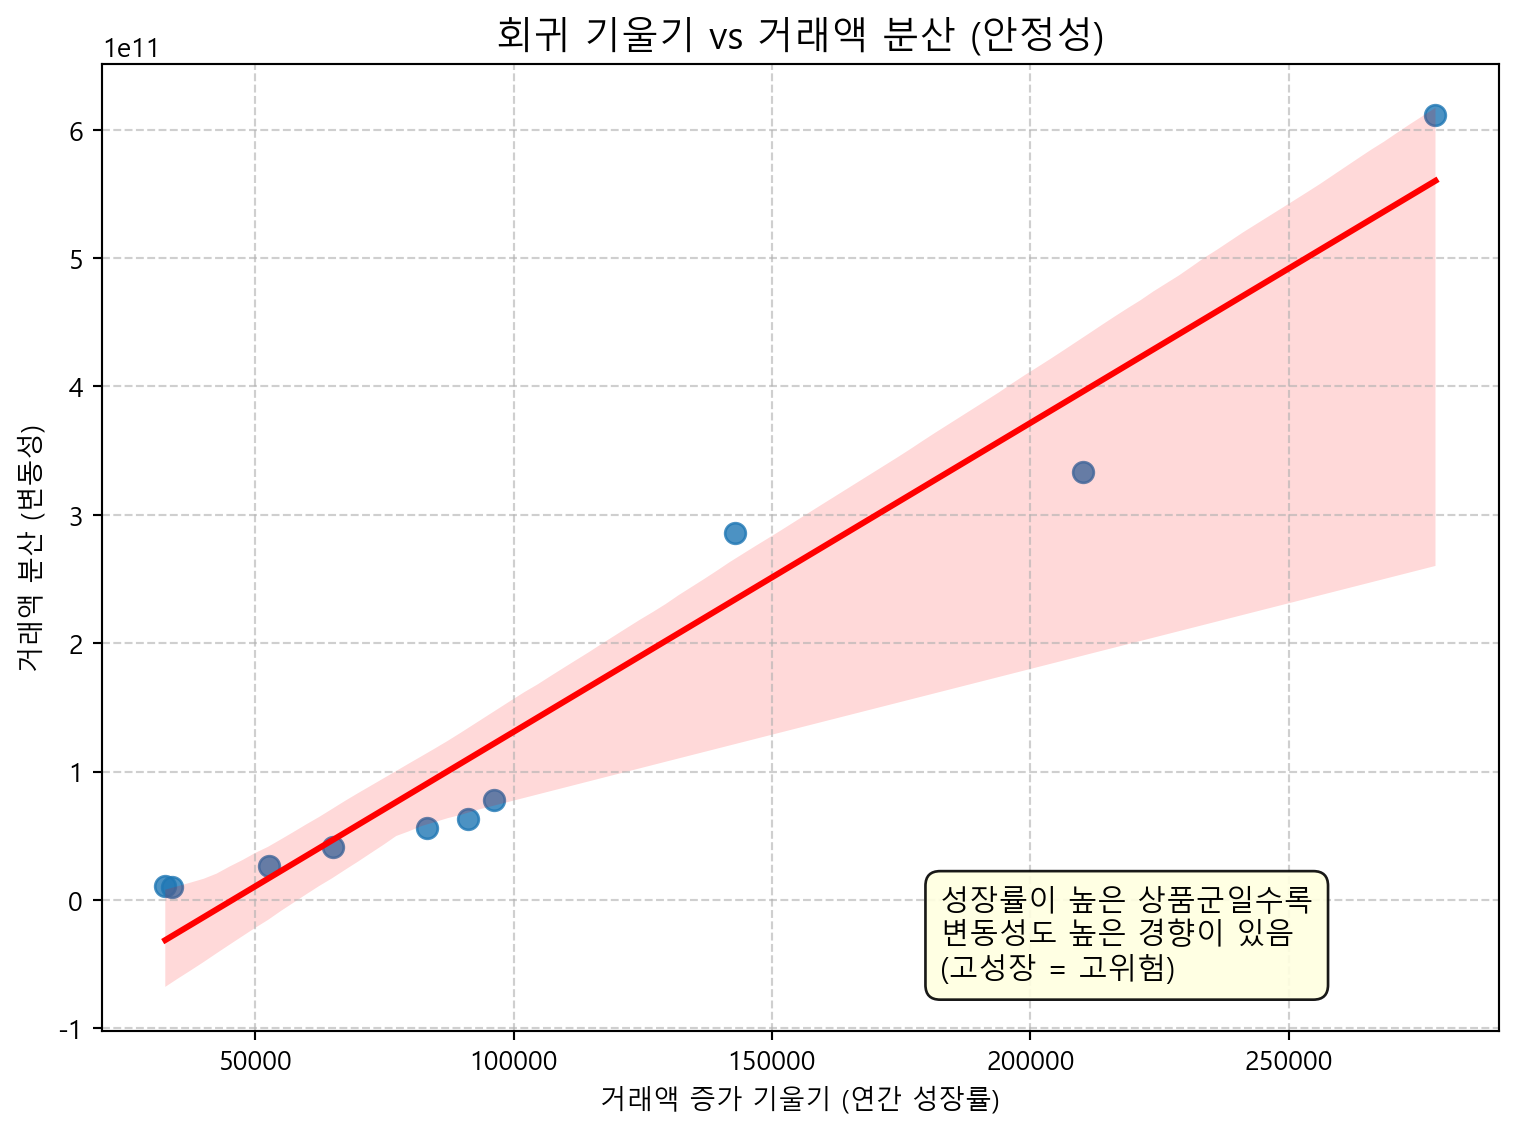 회귀 기울기 vs 거래액 분산 (안정성)
1e11
6
5
4
3
2
1
0
-1
거래액 분산 (변동성)
성장률이 높은 상품군일수록
변동성도 높은 경향이 있음
(고성장 = 고위험)
50000 100000 150000 200000 250000
거래액 증가 기울기 (연간 성장률)